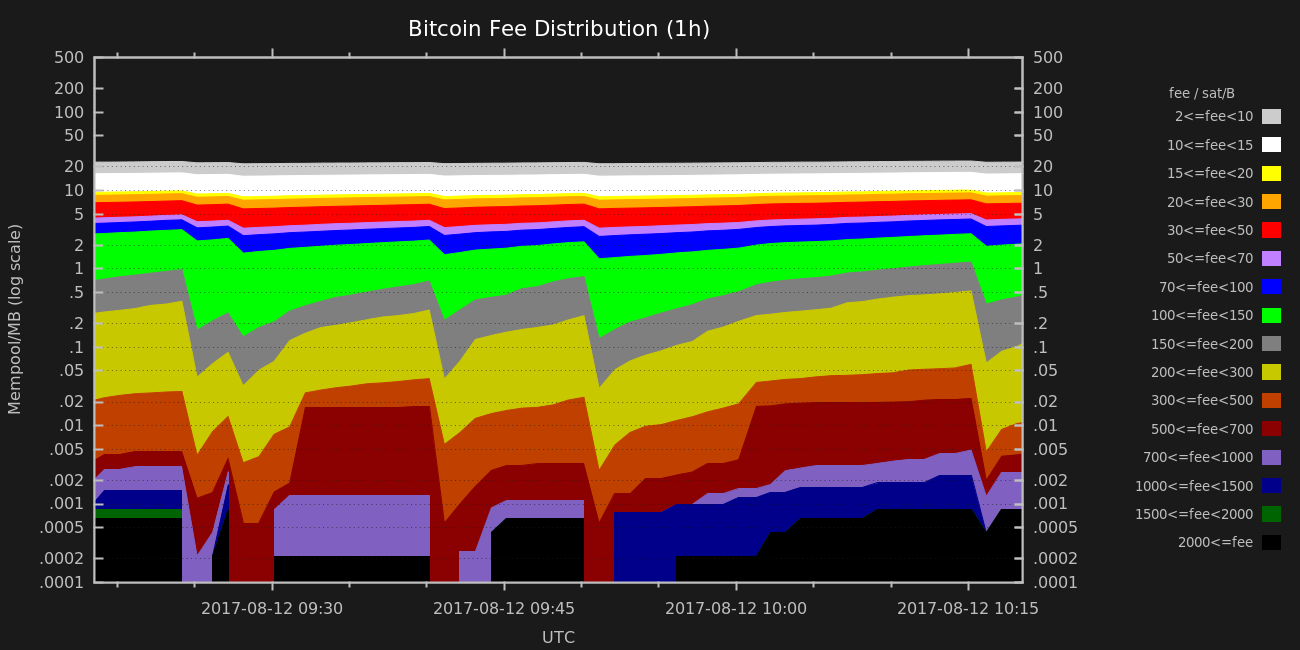 Bitcoin Fee Distribution (1h)
500
200
100
50
20
10
5
2
1
.5
.2
.1
.05
.02
.01
.005
.002
.001
.0005
.0002
.0001
Mempool/MB (log scale)
500
200
100
50
20
10
5
2
1
.5
.2
.1
.05
.02
.01
.005
.002
.001
.0005
.0002
.0001
fee / sat/B
2<=fee<10
10<=fee<15
15<=fee<20
20<=fee<30
30<=fee<50
50<=fee<70
70<=fee<100
100<=fee<150
150<=fee<200
200<=fee<300
300<=fee<500
500<=fee<700
700<=fee<1000
1000<=fee<1500
1500<=fee<2000
2000<=fee
2017-08-12 09:30 2017-08-12 09:45 2017-08-12 10:00 2017-08-12 10:15
UTC